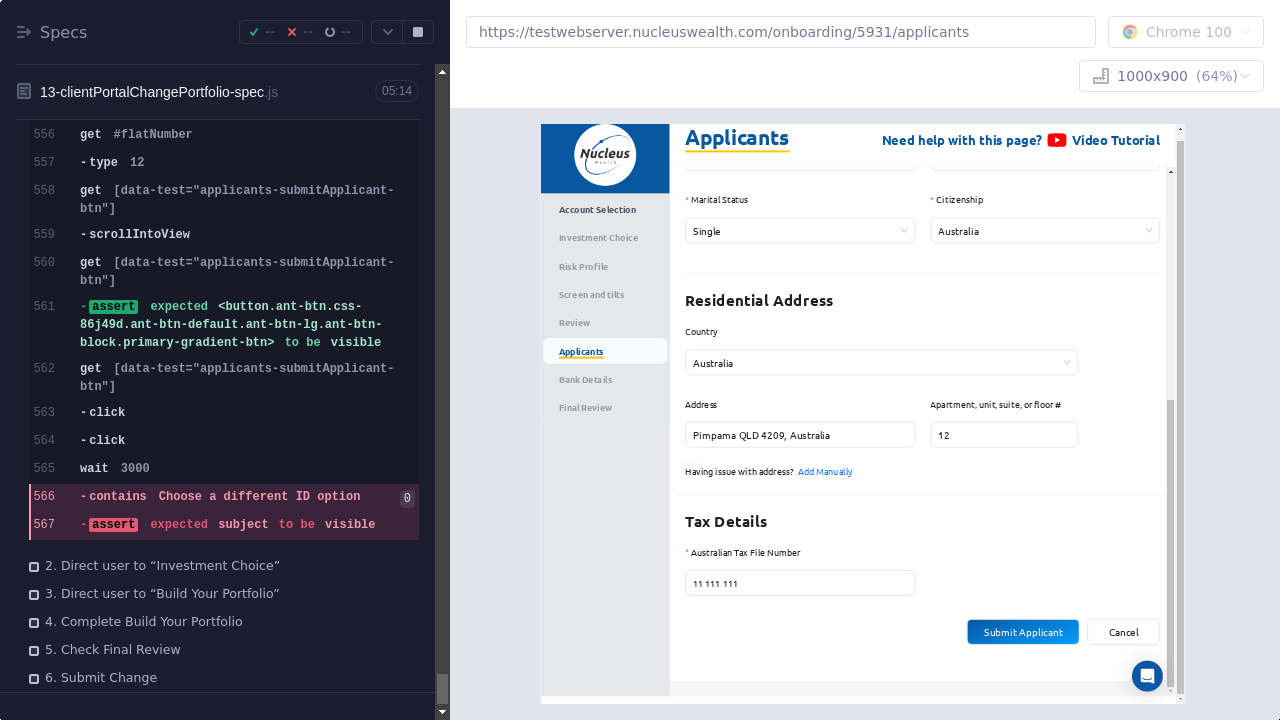 Specs
--
--
--
13-clientPortalChangePortfolio-spec.js
05:14
556 get #flatNumber
557 -type 12
558 get [data-test="applicants-submitApplicant-
btn"]
559 -scrollIntoView
560 get [data-test="applicants-submitApplicant-
btn"]
561 -assert expected <button.ant-btn.css-
86j49d.ant-btn-default.ant-btn-lg.ant-btn-
block.primary-gradient-btn> to be visible
562 get [data-test="applicants-submitApplicant-
btn"]
563 -click
564 -click
565 wait 3000
566 -contains Choose a different ID option 0
567 -assert expected subject to be visible
2. Direct user to “Investment Choice”
3. Direct user to “Build Your Portfolio”
4. Complete Build Your Portfolio
5. Check Final Review
6. Submit Change
https://testwebserver.nucleuswealth.com/onboarding/5931/applicants
Chrome 100
1000x900 (64%)
Nucleus
Wealth
Account Selection
Investment Choice
Risk Profile
Screen and tilts
Review
Applicants
Bank Details
Final Review
Applicants
Need help with this page? Video Tutorial
* Marital Status
* Citizenship
Single
Australia
Residential Address
Country
Australia
Address
Apartment, unit, suite, or floor #
Pimpama QLD 4209, Australia
12
Having issue with address? Add Manually
Tax Details
* Australian Tax File Number
11 111 111
Submit Applicant
Cancel